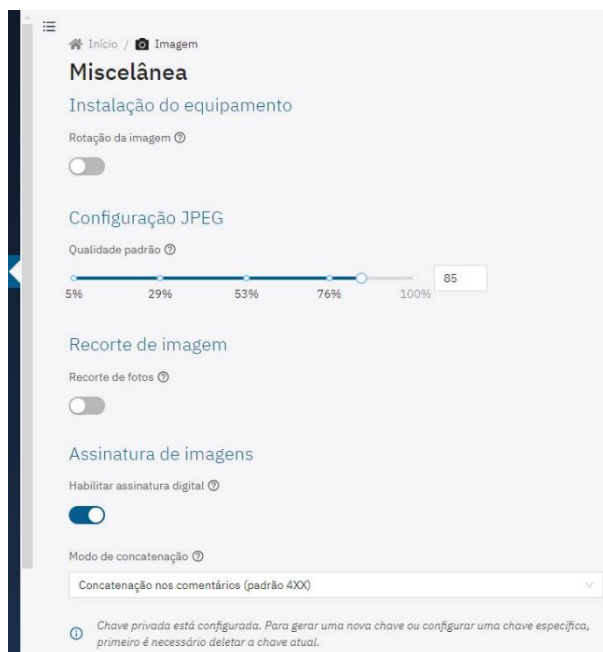 Início / Imagem
Miscelânea
Instalação do equipamento
Rotação da imagem
Configuração JPEG
Qualidade padrão
85
5% 29% 53% 76% 100%
Recorte de imagem
Recorte de fotos
Assinatura de imagens
Habilitar assinatura digital
Modo de concatenação
Concatenação nos comentários (padrão 4XX)
Chave privada está configurada. Para gerar uma nova chave ou configurar uma chave específica,
primeiro é necessário deletar a chave atual.